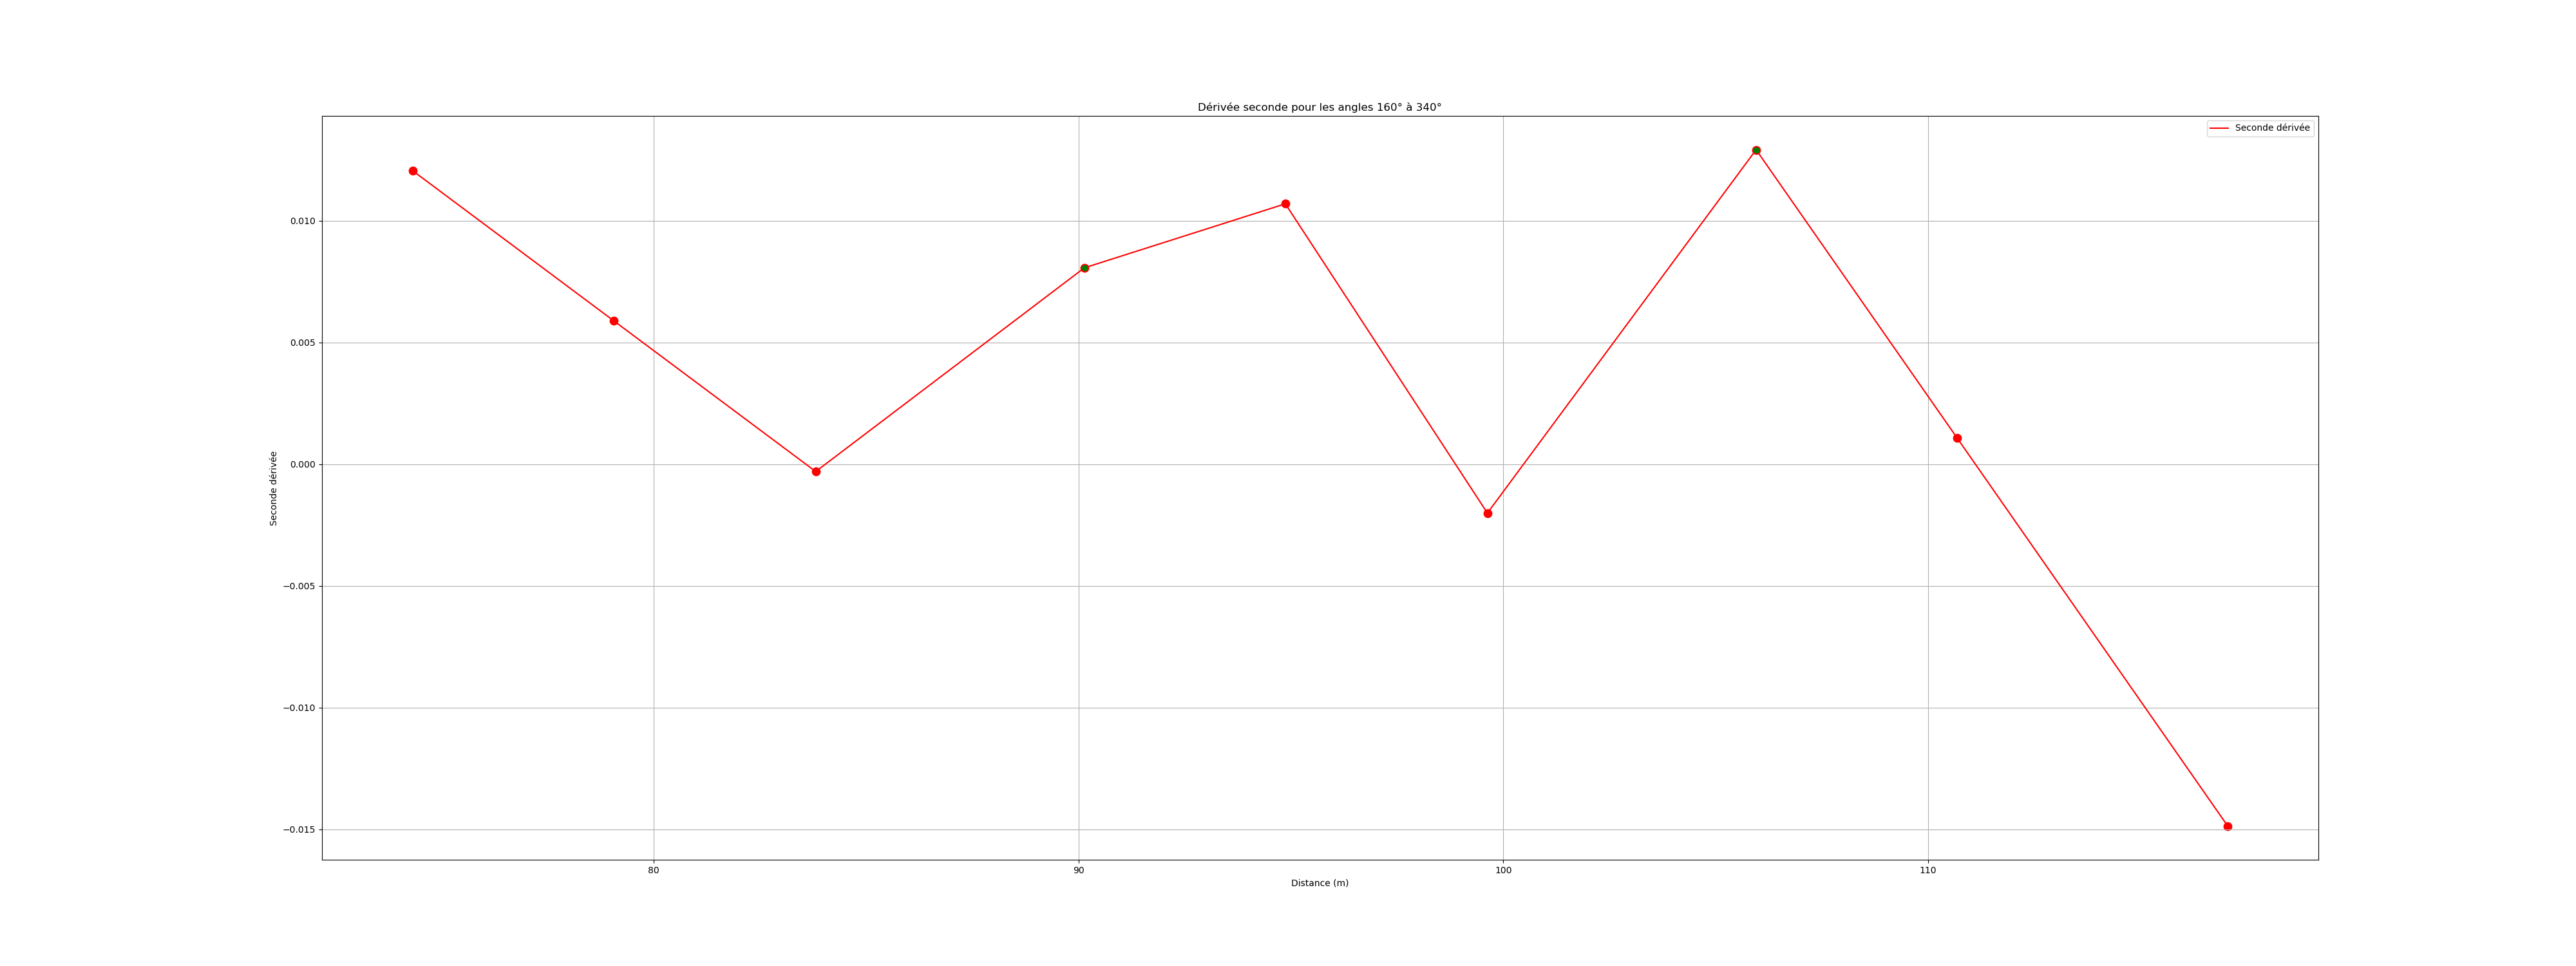 Dérivée seconde pour les angles 160° à 340°
Seconde dérivée
0.010
0.005
0.000
−0.005
−0.010
−0.015
Seconde dérivée
80
90
100
110
Distance (m)